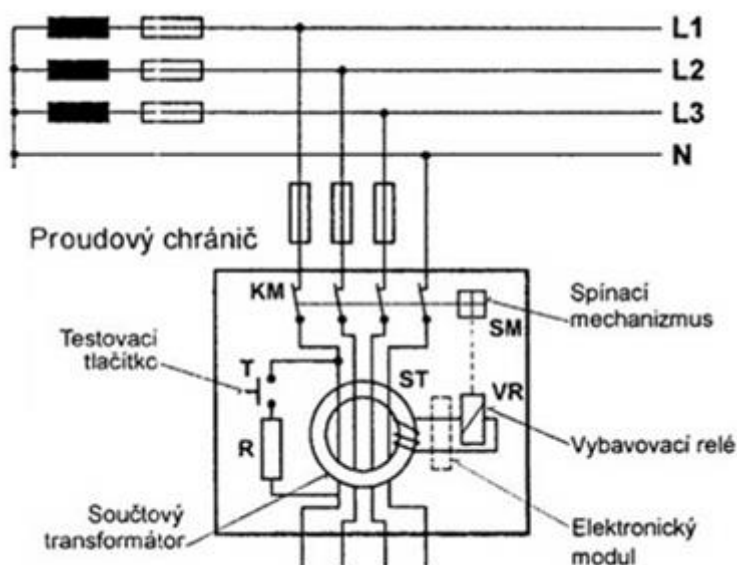 L1
L2
L3
N
Proudový chránič
KM
Spínací
mechanizmus
SM
Testovací
tlačítko
T
ST
VR
R
Vybavovací relé
Součtový
transformátor
Elektronický
modul